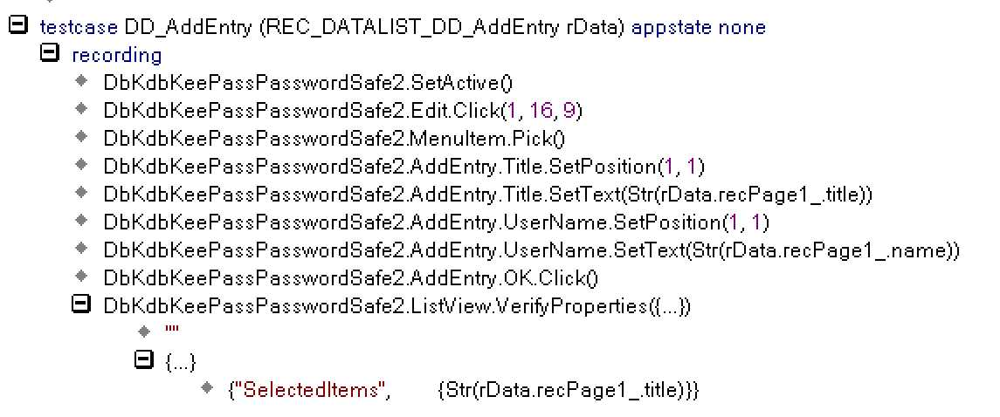 testcase DD_AddEntry (REC_DATALIST_DD_AddEntry rData) appstate none
recording
DbKdbKeePassPasswordSafe2.SetActive()
DbKdbKeePassPasswordSafe2.Edit.Click(1, 16, 9)
DbKdbKeePassPasswordSafe2.MenuItem.Pick()
DbKdbKeePassPasswordSafe2.AddEntry.Title.SetPosition(1, 1)
DbKdbKeePassPasswordSafe2.AddEntry.Title.SetText(Str(rData.recPage1_.title))
DbKdbKeePassPasswordSafe2.AddEntry.UserName.SetPosition(1, 1)
DbKdbKeePassPasswordSafe2.AddEntry.UserName.SetText(Str(rData.recPage1_.name))
DbKdbKeePassPasswordSafe2.AddEntry.OK.Click()
DbKdbKeePassPasswordSafe2.ListView.VerifyProperties({...})
""
{...}
{"SelectedItems", {Str(rData.recPage1_.title)}}